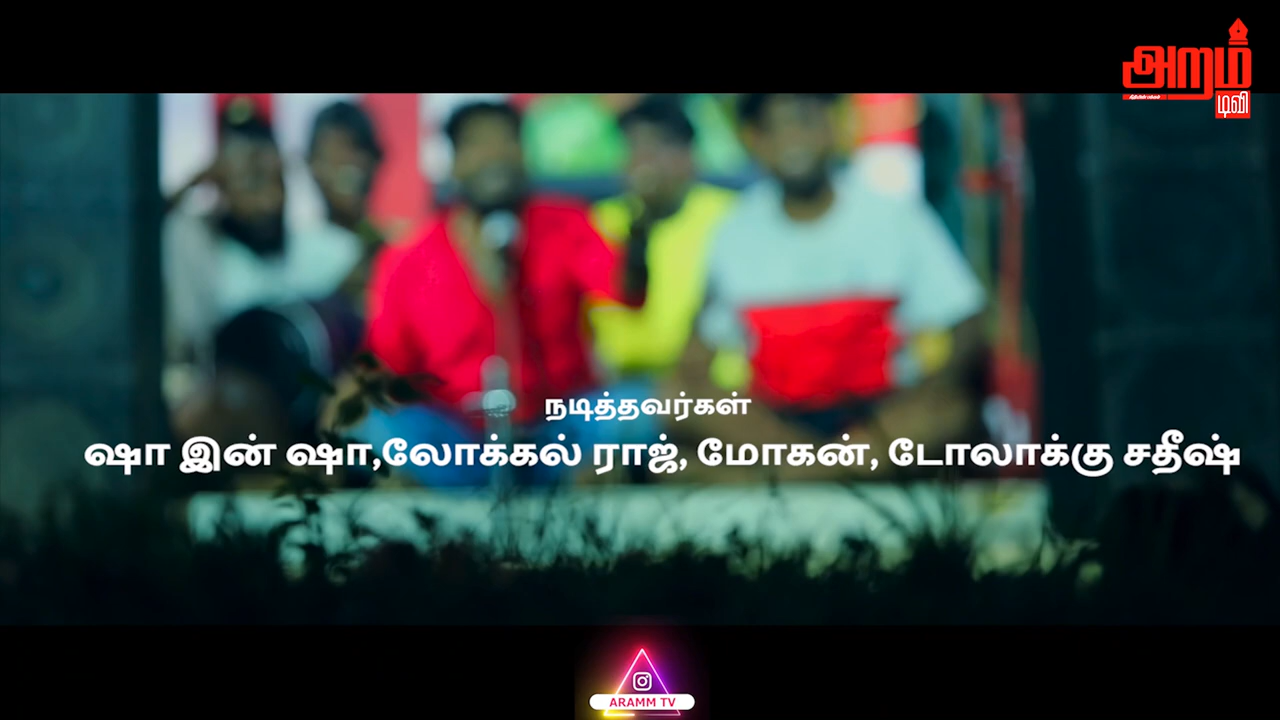 அறம்
டிவி
நடித்தவர்கள்
ஷா இன் ஷா,லோக்கல் ராஜ், மோகன், டோலாக்கு சதீஷ்
ARAMM TV